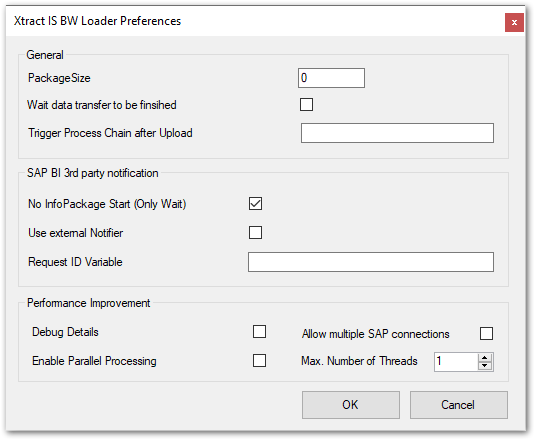 Xtract IS BW Loader Preferences
x
General
PackageSize 0
Wait data transfer to be finsihed
Trigger Process Chain after Upload
SAP BI 3rd party notification
No InfoPackage Start (Only Wait)
Use external Notifier
Request ID Variable
Performance Improvement
Debug Details Allow multiple SAP connections
Enable Parallel Processing Max. Number of Threads 1
OK Cancel